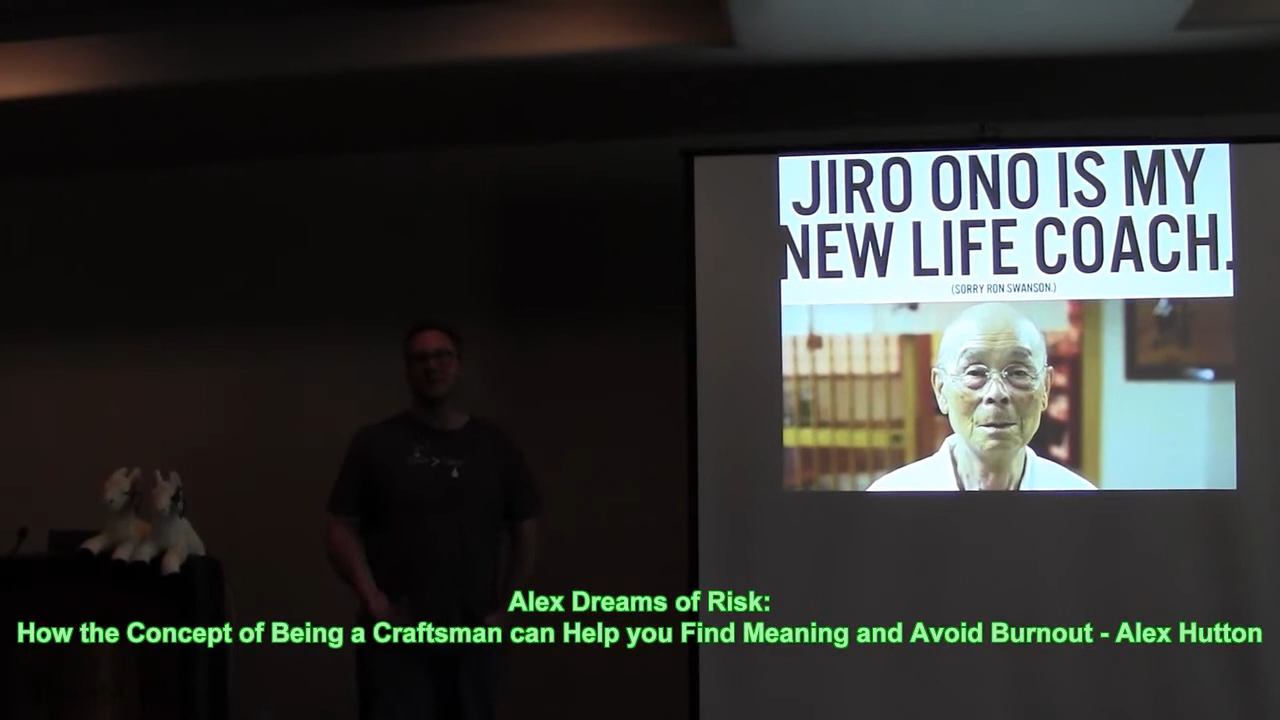 JIRO ONO IS MY
NEW LIFE COACH.
(SORRY RON SWANSON.)
Alex Dreams of Risk:
How the Concept of Being a Craftsman can Help you Find Meaning and Avoid Burnout - Alex Hutton